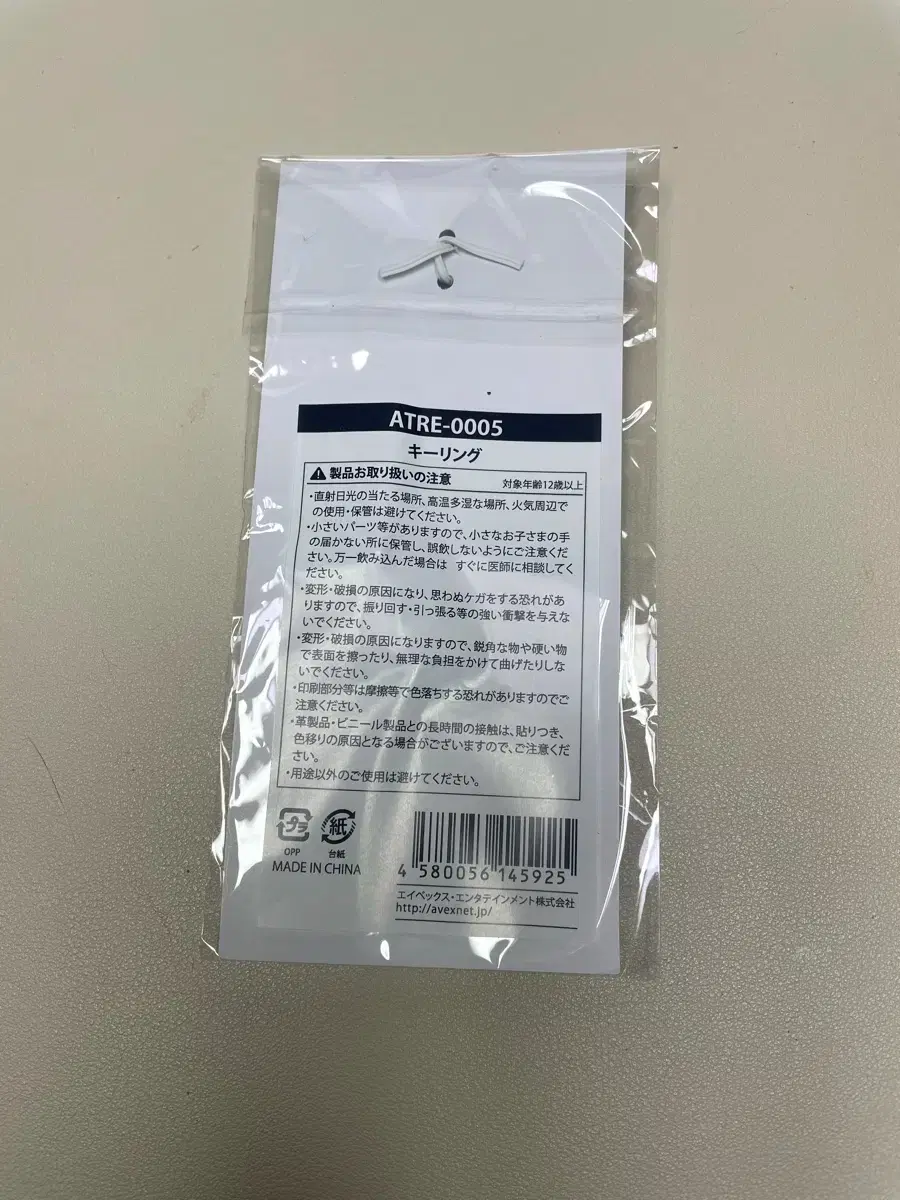 ATRE-0005
キーリング
製品お取り扱いの注意 対象年齢12歳以上
・直射日光の当たる場所、高温多湿な場所、火気周辺で
の使用・保管は避けてください。
・小さいパーツ等がありますので、小さなお子さまの手
の届かない所に保管し、誤飲しないようにご注意くだ
さい。万一飲み込んだ場合は すぐに医師に相談してく
ださい。
・変形・破損の原因になり、思わぬケガをする恐れがあ
りますので、振り回す・引っ張る等の強い衝撃を与えな
いでください。
・変形・破損の原因になりますので、鋭角な物や硬い物
で表面を擦ったり、無理な負担をかけて曲げたりしな
いでください。
・印刷部分等は摩擦等で色落ちする恐れがありますのでご
注意ください。
・革製品・ビニール製品との長時間の接触は、貼りつき、
色移りの原因となる場合がございますので、ご注意くだ
さい。
・用途以外のご使用は避けてください。
プラ 紙
OPP 台紙
MADE IN CHINA
4 580056 145925
エイベックス・エンタテインメント株式会社
http://avexnet.jp/